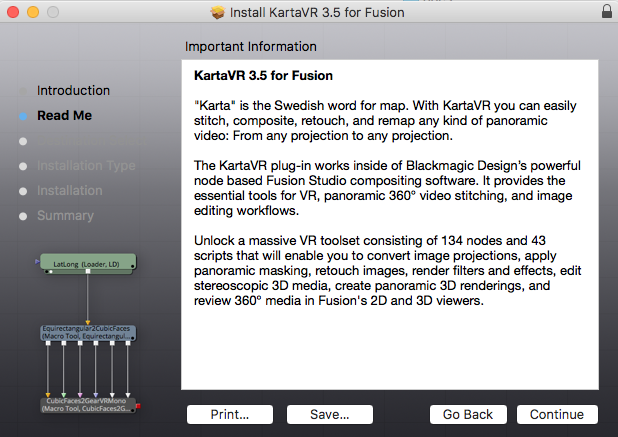 Install KartaVR 3.5 for Fusion
Important Information
Introduction
Read Me
Installation Type
Installation
Summary
KartaVR 3.5 for Fusion
"Karta" is the Swedish word for map. With KartaVR you can easily
stitch, composite, retouch, and remap any kind of panoramic
video: From any projection to any projection.
The KartaVR plug-in works inside of Blackmagic Design's powerful
node based Fusion Studio compositing software. It provides the
essential tools for VR, panoramic 360° video stitching, and image
editing workflows.
Unlock a massive VR toolset consisting of 134 nodes and 43
scripts that will enable you to convert image projections, apply
panoramic masking, retouch images, render filters and effects, edit
stereoscopic 3D media, create panoramic 3D renderings, and
review 360° media in Fusion's 2D and 3D viewers.
LatLong (Loader, LD)
Equirectangular2CubicFaces
(Macro Tool, Equirectangul...
CubicFaces2GearVRMono
(Macro Tool, CubicFaces2G...
Print...
Save...
Go Back
Continue